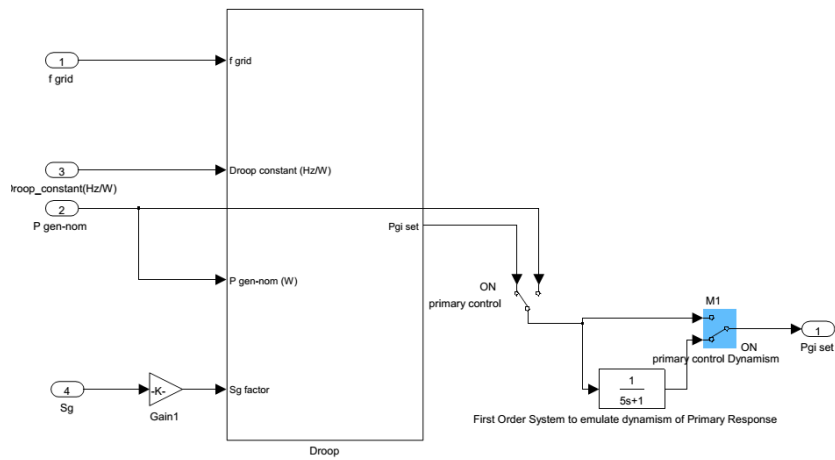 1
f grid
f grid
3
Droop_constant(Hz/W)
Droop constant (Hz/W)
2
P gen-nom
Pgi set
P gen-nom (W)
ON
primary control
M1
1
Pgi set
ON
primary control Dynamism
1
5s+1
First Order System to emulate dynamism of Primary Response
4
Sg
-K-
Gain1
Sg factor
Droop